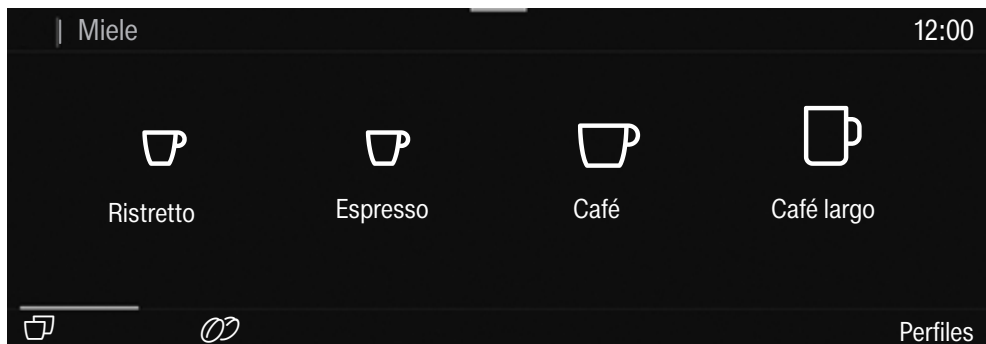 Miele
12:00
Ristretto
Espresso
Café
Café largo
Perfiles